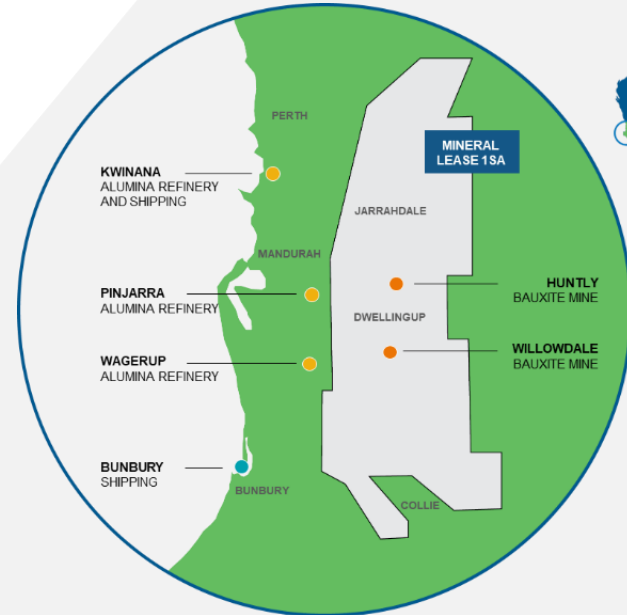 PERTH
MINERAL
LEASE 1SA
KWINANA
ALUMINA REFINERY
AND SHIPPING
JARRAHDALE
MANDURAH
PINJARRA
ALUMINA REFINERY
HUNTLY
BAUXITE MINE
DWELLINGUP
WAGERUP
ALUMINA REFINERY
WILLOWDALE
BAUXITE MINE
BUNBURY
SHIPPING
BUNBURY
COLLIE